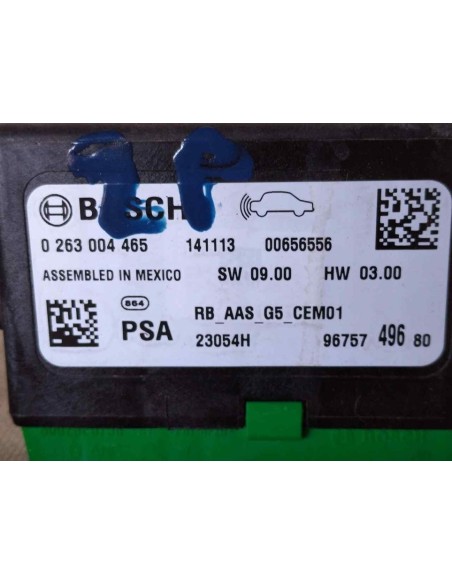 2P
BOSCH
0 263 004 465 141113 00656556
ASSEMBLED IN MEXICO SW 09.00 HW 03.00
864
PSA RB_AAS_G5_CEM01
23054H 96757 496 80